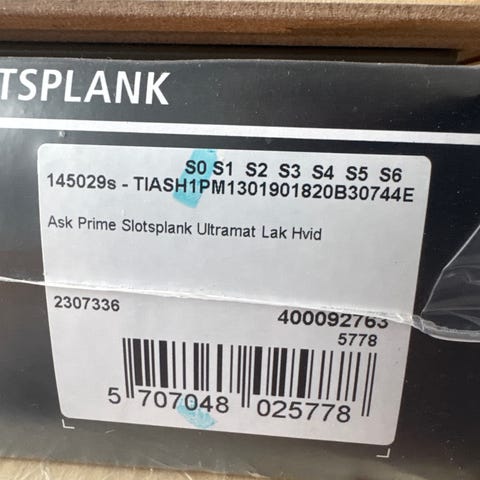 TSPLANK
S0 S1 S2 S3 S4 S5 S6
145029s - TIASH1PM1301901820B30744E
Ask Prime Slotsplank Ultramat Lak Hvid
2307336
400092763
5778
5 707048 025778